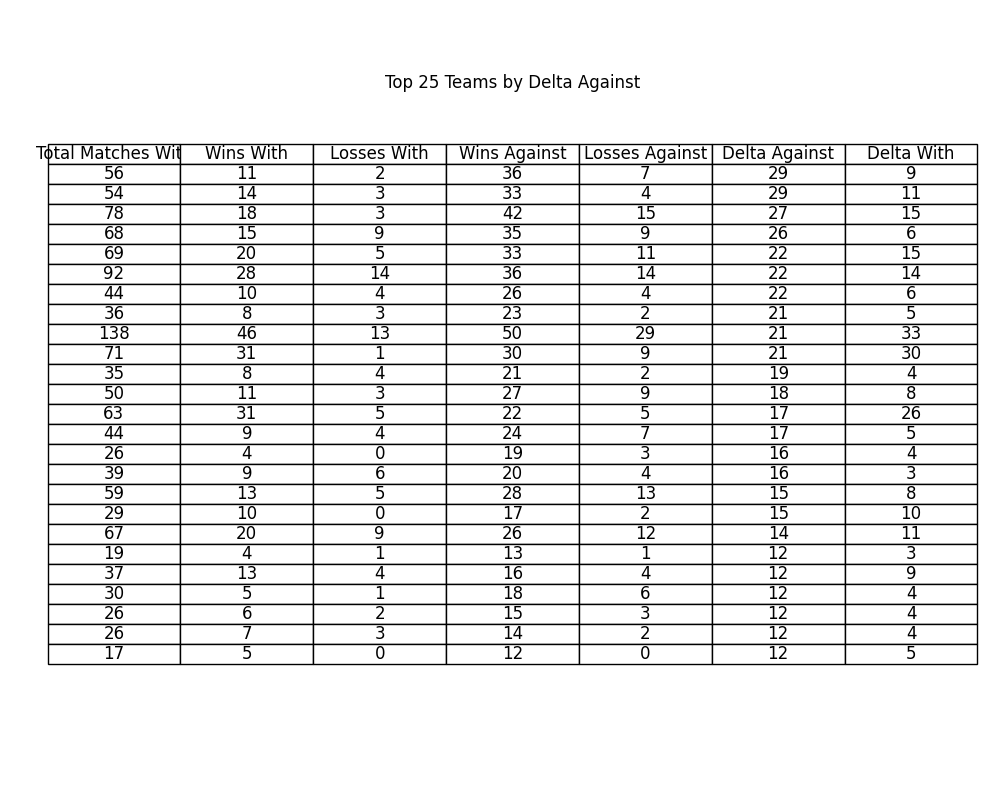 Top 25 Teams by Delta Against
Total Matches Wit Wins With Losses With Wins Against Losses Against Delta Against Delta With
56 11 2 36 7 29 9
54 14 3 33 4 29 11
78 18 3 42 15 27 15
68 15 9 35 9 26 6
69 20 5 33 11 22 15
92 28 14 36 14 22 14
44 10 4 26 4 22 6
36 8 3 23 2 21 5
138 46 13 50 29 21 33
71 31 1 30 9 21 30
35 8 4 21 2 19 4
50 11 3 27 9 18 8
63 31 5 22 5 17 26
44 9 4 24 7 17 5
26 4 0 19 3 16 4
39 9 6 20 4 16 3
59 13 5 28 13 15 8
29 10 0 17 2 15 10
67 20 9 26 12 14 11
19 4 1 13 1 12 3
37 13 4 16 4 12 9
30 5 1 18 6 12 4
26 6 2 15 3 12 4
26 7 3 14 2 12 4
17 5 0 12 0 12 5